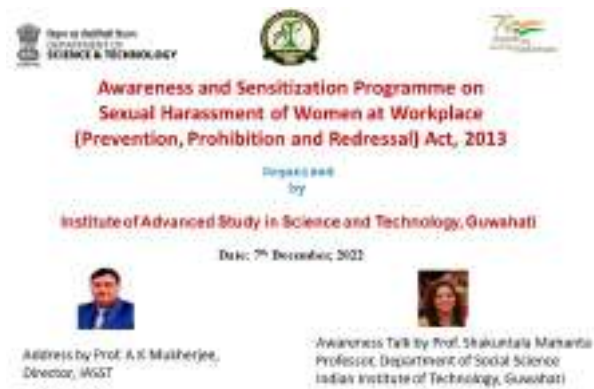 DEPARTMENT OF
SCIENCE & TECHNOLOGY
Awareness and Sensitization Programme on
Sexual Harassment of Women at Workplace
(Prevention, Prohibition and Redressal) Act, 2013
Organized
by
Institute of Advanced Study in Science and Technology, Guwahati
Date: 7th December, 2022
Address by Prof. A.K Mukherjee,
Director, IASST
Awareness Talk by Prof. Shakuntala Mahanta
Professor, Department of Social Science
Indian Institute of Technology, Guwahati